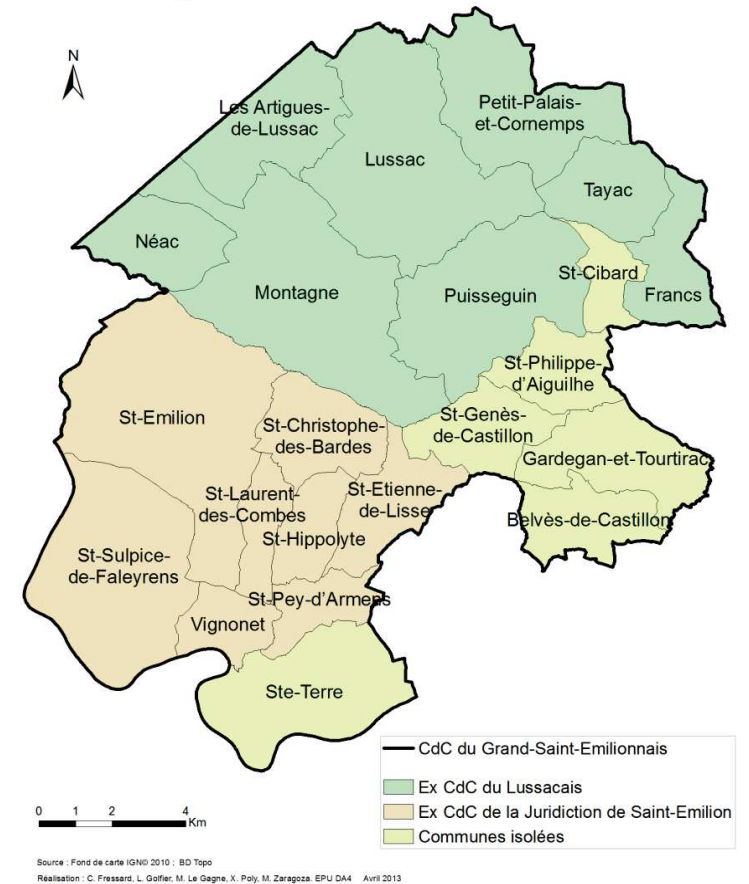 N
Les Artigues-
de-Lussac
Petit-Palais-
et-Cornemps
Lussac
Tayac
Néac
St-Cibard
Montagne
Puisseguin
Francs
St-Philippe-
d'Aiguilhe
St-Emilion
St-Christophe-
des-Bardes
St-Genès-
de-Castillon
Gardegan-et-Tourtirac
St-Laurent-
des-Combes
St-Etienne-
de-Lisse
Belvès-de-Castillon
St-Hippolyte
St-Sulpice-
de-Faleyrens
St-Pey-d'Armens
Vignonet
Ste-Terre
CdC du Grand-Saint-Emilionnais
Ex CdC du Lussacais
Ex CdC de la Juridiction de Saint-Emilion
Communes isolées
0 1 2 4
Km
Source : Fond de carte IGN© 2010 ; BD Topo
Réalisation : C. Fressard, L. Golfier, M. Le Gagne, X. Poly, M. Zaragoza. EPU DA4 Avril 2013